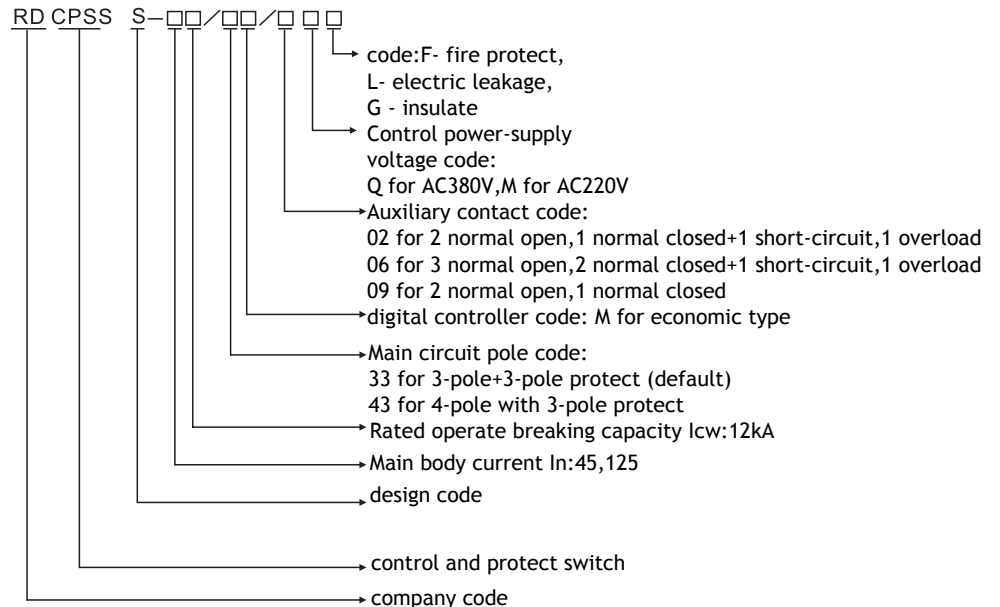 RD CPSS S-□□/□□/□ □ □
code:F- fire protect,
L- electric leakage,
G - insulate
Control power-supply
voltage code:
Q for AC380V,M for AC220V
Auxiliary contact code:
02 for 2 normal open,1 normal closed+1 short-circuit,1 overload
06 for 3 normal open,2 normal closed+1 short-circuit,1 overload
09 for 2 normal open,1 normal closed
digital controller code: M for economic type
Main circuit pole code:
33 for 3-pole+3-pole protect (default)
43 for 4-pole with 3-pole protect
Rated operate breaking capacity Icw:12kA
Main body current In:45,125
design code
control and protect switch
company code